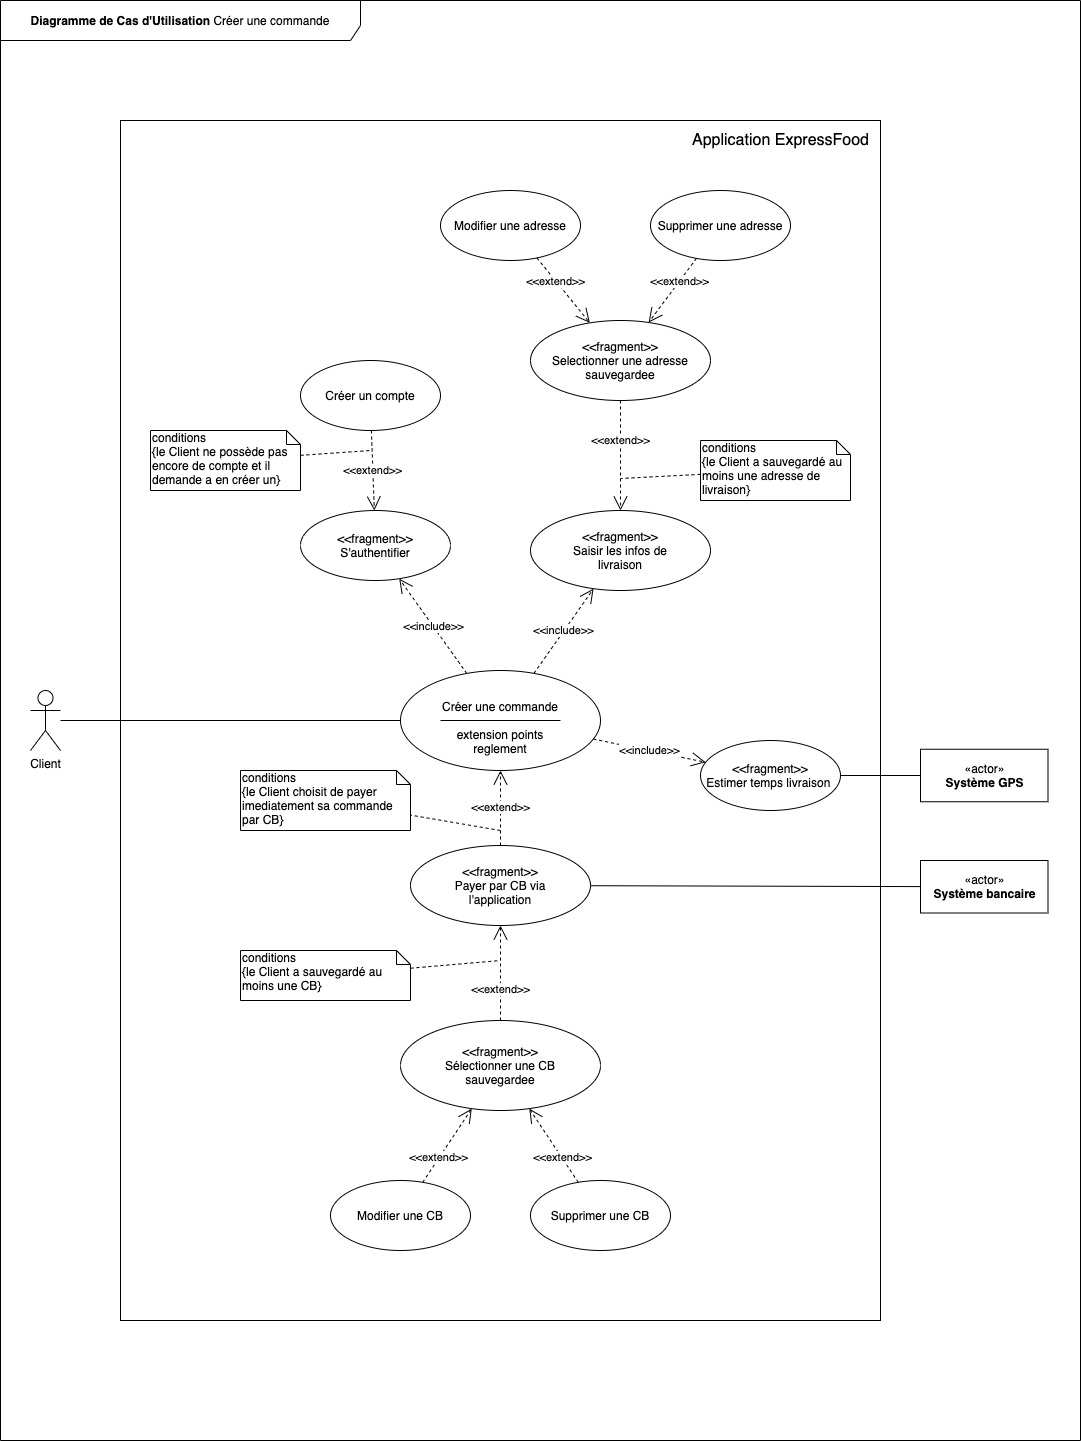 Diagramme de Cas d'Utilisation Créer une commande
Application ExpressFood
Modifier une adresse
Supprimer une adresse
<<extend>>
<<extend>>
<<fragment>>
Selectionner une adresse
sauvegardee
Créer un compte
conditions
{le Client ne possède pas
encore de compte et il
demande a en créer un}
<<extend>>
<<extend>>
conditions
{le Client a sauvegardé au
moins une adresse de
livraison}
<<fragment>>
S'authentifier
<<fragment>>
Saisir les infos de
livraison
<<include>>
<<include>>
Créer une commande
extension points
reglement
<<include>>
Client
<<fragment>>
Estimer temps livraison
«actor»
Système GPS
conditions
{le Client choisit de payer
imediatement sa commande
par CB}
<<extend>>
<<fragment>>
Payer par CB via
l'application
«actor»
Système bancaire
conditions
{le Client a sauvegardé au
moins une CB}
<<extend>>
<<fragment>>
Sélectionner une CB
sauvegardee
<<extend>>
<<extend>>
Modifier une CB
Supprimer une CB